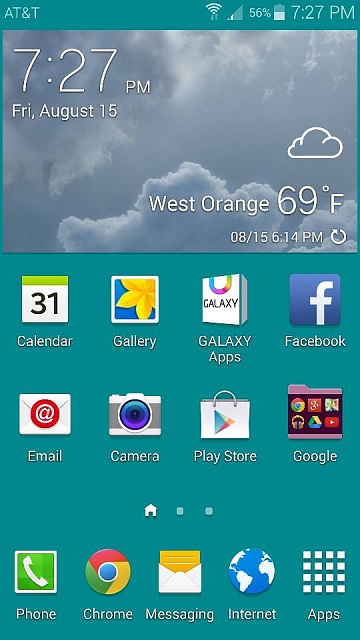 AT&T 56% 7:27 PM
7:27 PM
Fri, August 15
West Orange 69°F
08/15 6:14 PM
31
GALAXY
Calendar Gallery GALAXY Apps Facebook
Email Camera Play Store Google
Phone Chrome Messaging Internet Apps